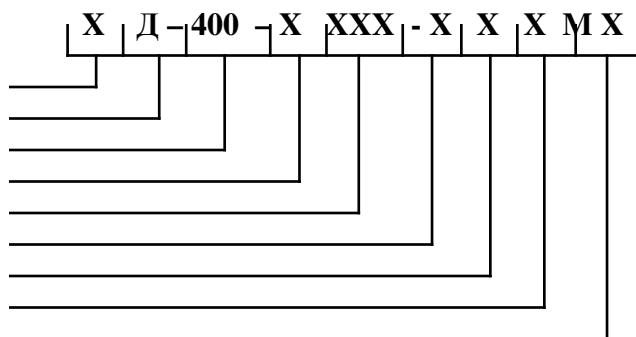 Х Д – 400 – Х ХХХ - Х Х Х М Х